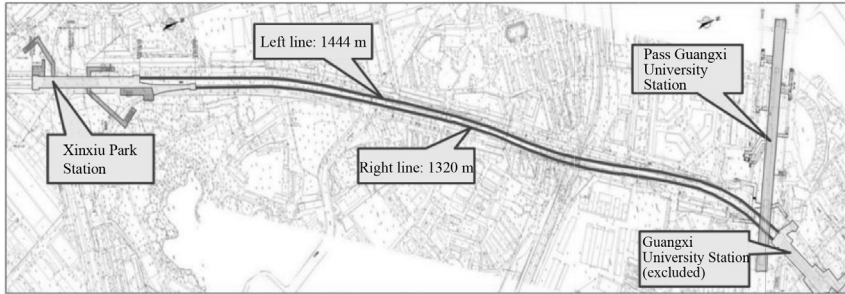 Left line: 1444 m
Pass Guangxi
University
Station
Xinxiu Park
Station
Right line: 1320 m
Guangxi
University Station
(excluded)